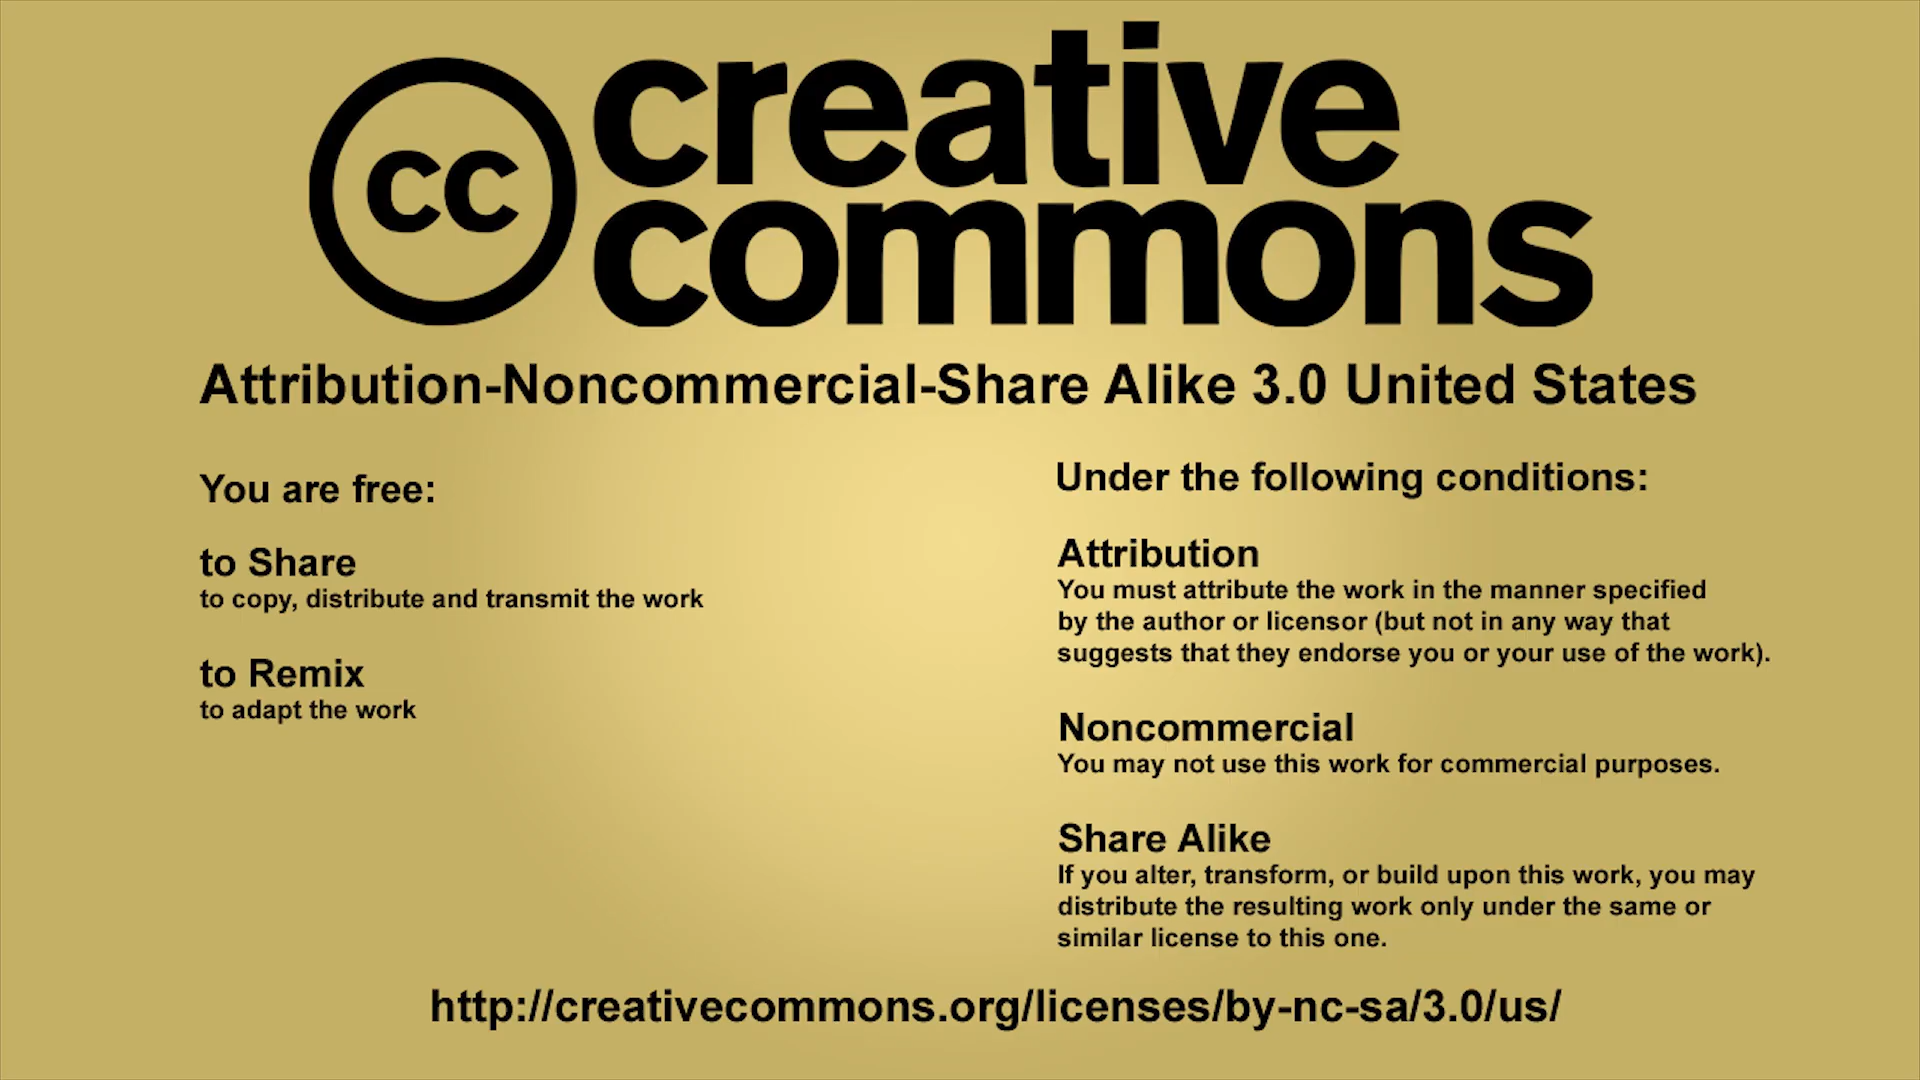 cc
creative
commons
Attribution-Noncommercial-Share Alike 3.0 United States
You are free:
to Share
to copy, distribute and transmit the work
to Remix
to adapt the work
Under the following conditions:
Attribution
You must attribute the work in the manner specified
by the author or licensor (but not in any way that
suggests that they endorse you or your use of the work).
Noncommercial
You may not use this work for commercial purposes.
Share Alike
If you alter, transform, or build upon this work, you may
distribute the resulting work only under the same or
similar license to this one.
http://creativecommons.org/licenses/by-nc-sa/3.0/us/